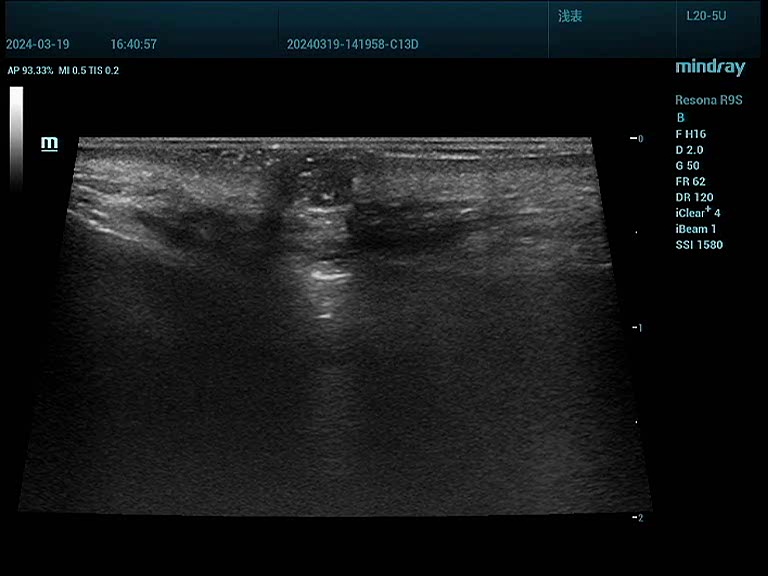 浅表 L20-5U
2024-03-19 16:40:57 20240319-141958-C13D
AP 93.33% MI 0.5 TIS 0.2
mindray
m
Resona R9S
B
F H16
D 2.0
G 50
FR 62
DR 120
iClear+ 4
iBeam 1
SSI 1580
0
1
2